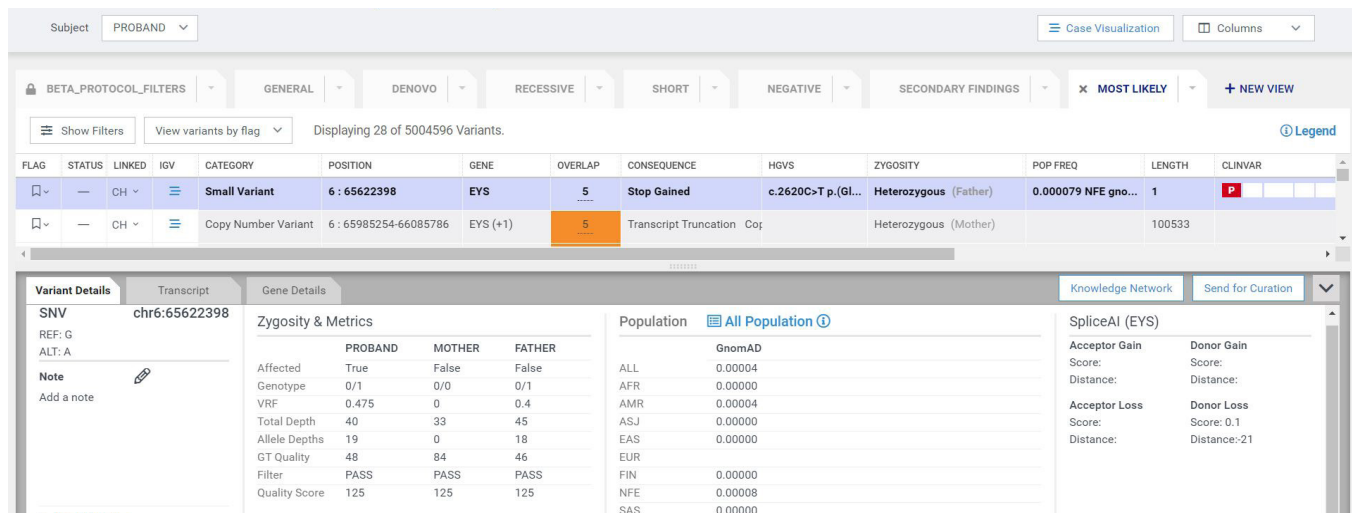 Subject PROBAND Case Visualization Columns
BETA_PROTOCOL_FILTERS GENERAL DENOVO RECESSIVE SHORT NEGATIVE SECONDARY FINDINGS × MOST LIKELY + NEW VIEW
Show Filters View variants by flag Displaying 28 of 5004596 Variants. Legend
FLAG STATUS LINKED IGV CATEGORY POSITION GENE OVERLAP CONSEQUENCE HGVS ZYGOSITY POP FREQ LENGTH CLINVAR
— CH Small Variant 6 : 65622398 EYS 5 Stop Gained c.2620C>T p.(Gl... Heterozygous (Father) 0.000079 NFE gno... 1 P
— CH Copy Number Variant 6 : 65985254-66085786 EYS (+1) 5 Transcript Truncation Cop Heterozygous (Mother) 100533
Variant Details Transcript Gene Details Knowledge Network Send for Curation
SNV chr6:65622398 Zygosity & Metrics Population All Population SpliceAI (EYS)
REF: G
ALT: A
PROBAND MOTHER FATHER GnomAD Acceptor Gain Donor Gain
Note
Add a note
Affected True False False ALL 0.00004 Score: Score:
Genotype 0/1 0/0 0/1 AFR 0.00000 Distance: Distance:
VRF 0.475 0 0.4 AMR 0.00004 Acceptor Loss Donor Loss
Total Depth 40 33 45 ASJ 0.00000 Score: Score: 0.1
Allele Depths 19 0 18 EAS 0.00000 Distance: Distance:-21
GT Quality 48 84 46 EUR
Filter PASS PASS PASS FIN 0.00000
Quality Score 125 125 125 NFE 0.00008
SAS 0.00000